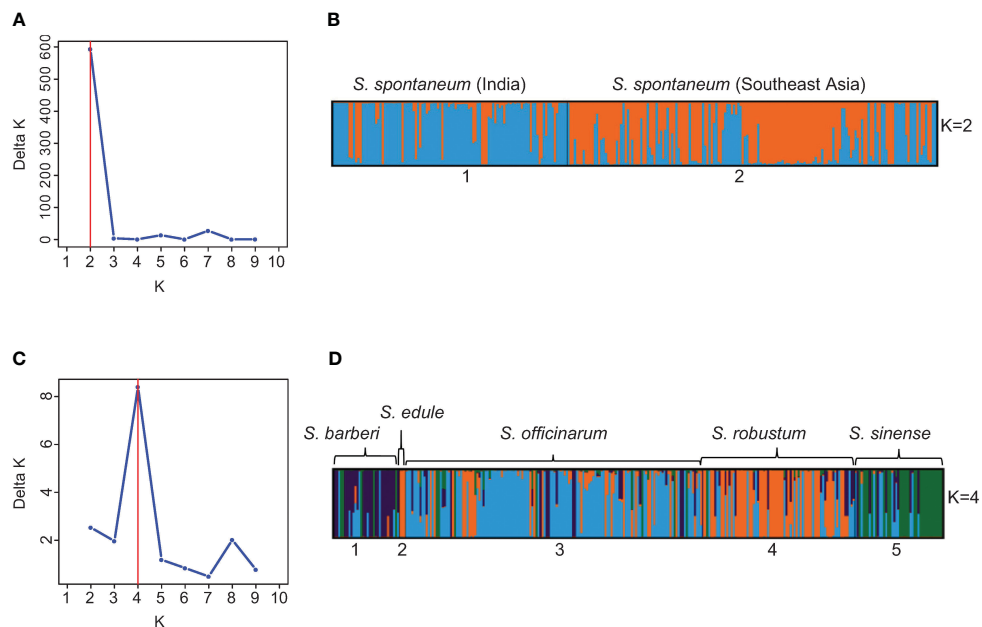 A
B
600
500
400
300
200
100
0
Delta K
1 2 3 4 5 6 7 8 9 10
K
S. spontaneum (India)
S. spontaneum (Southeast Asia)
K=2
1
2
C
D
8
6
4
2
Delta K
1 2 3 4 5 6 7 8 9 10
K
S. edule
S. barberi
S. officinarum
S. robustum
S. sinense
K=4
1
2
3
4
5